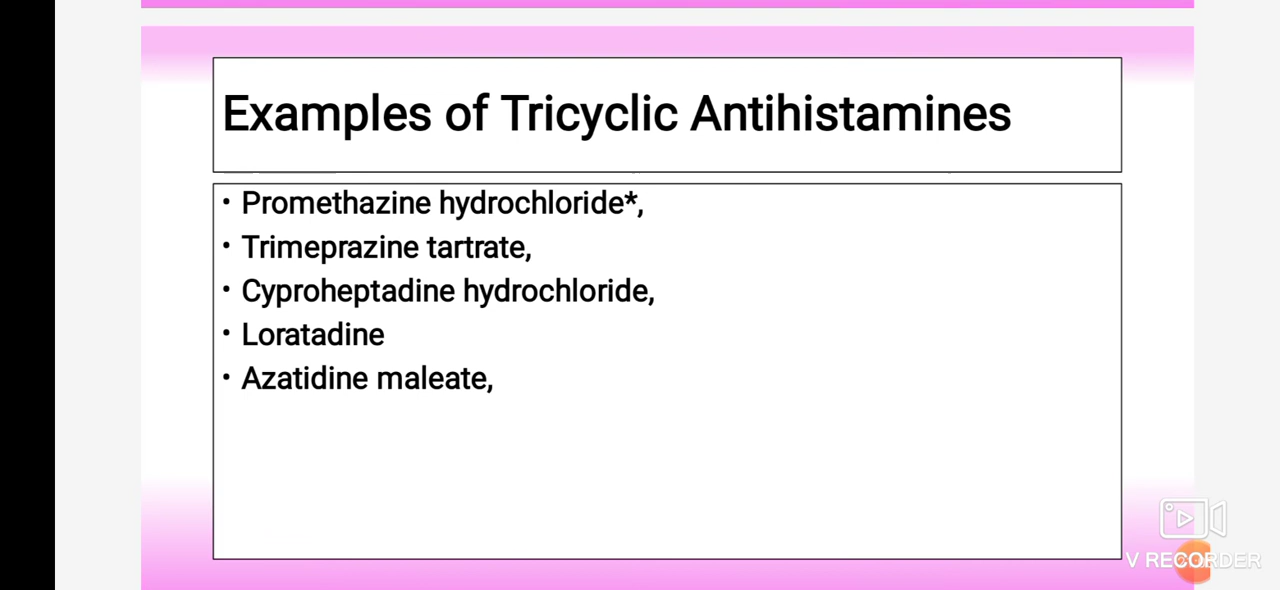 Examples of Tricyclic Antihistamines
• Promethazine hydrochloride*,
• Trimeprazine tartrate,
• Cyproheptadine hydrochloride,
• Loratadine
• Azatidine maleate,
V RECORDER